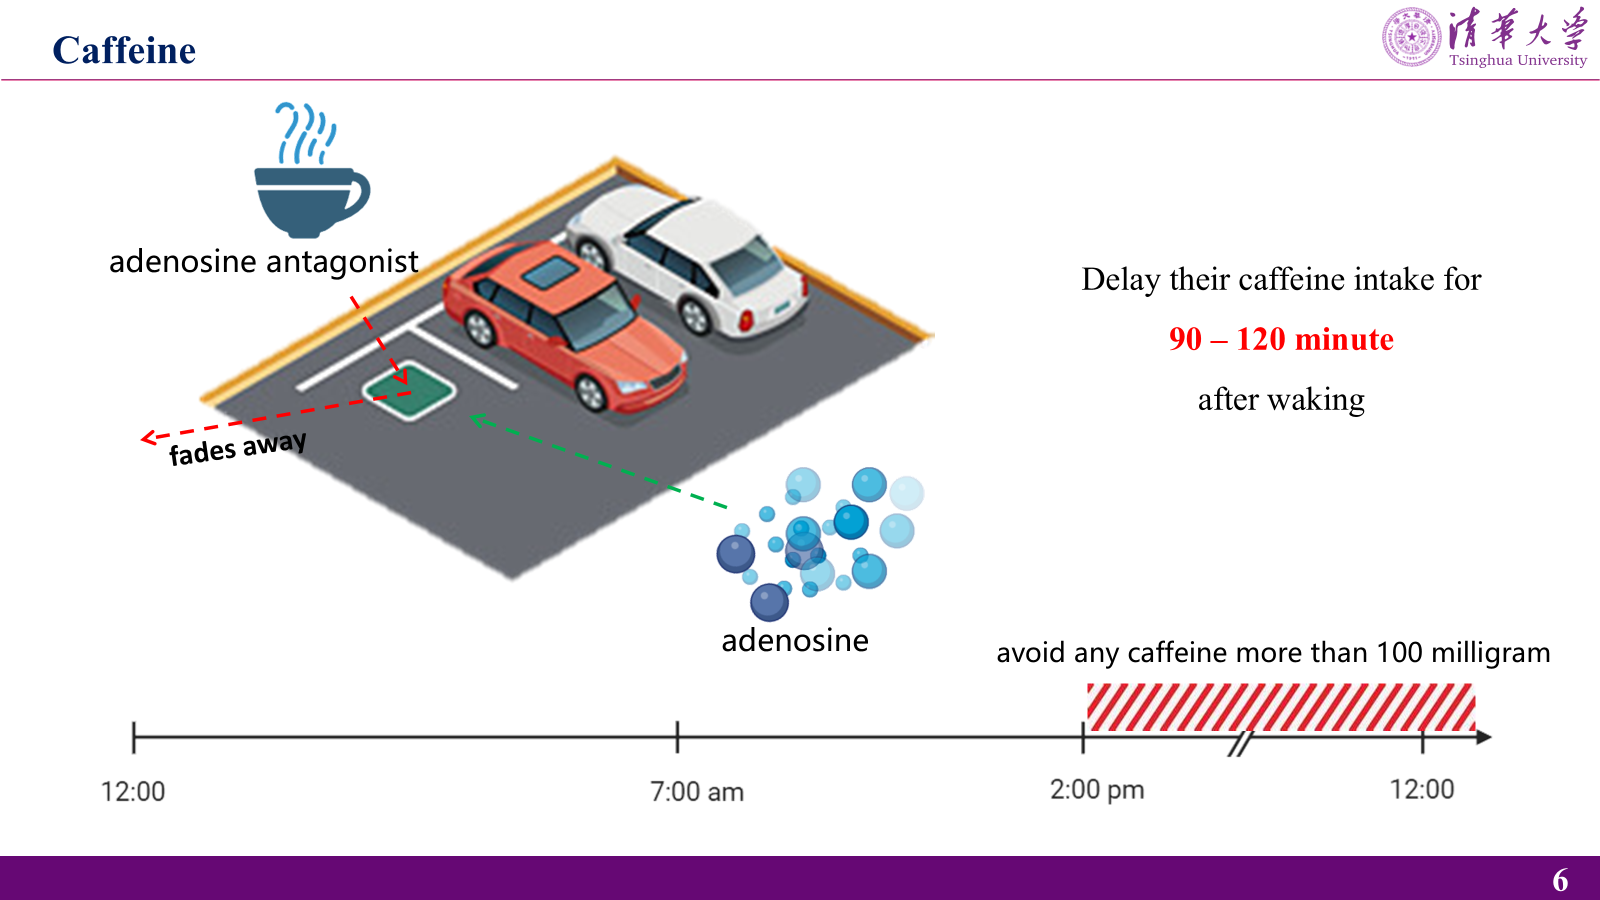 Caffeine
清華大学
Tsinghua University
adenosine antagonist
fades away
adenosine
Delay their caffeine intake for
90 – 120 minute
after waking
avoid any caffeine more than 100 milligram
12:00
7:00 am
2:00 pm
12:00
6